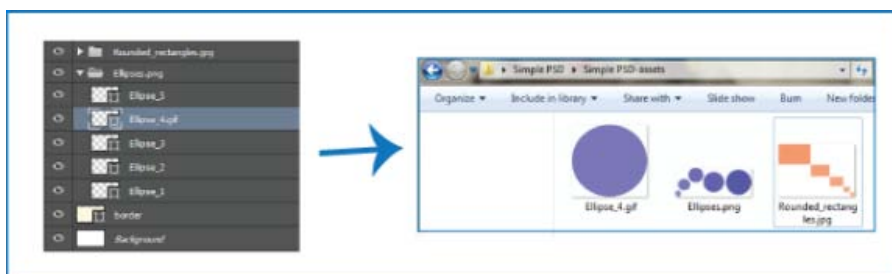 Rounded_rectangles.jpg
Ellipses.png
Ellipse_5
Ellipse_4.gif
Ellipse_3
Ellipse_2
Ellipse_1
border
Background
Simple PSD Simple PSD-assets
Organize Include in library Share with Slide show Burn New folder
Ellipse_4.gif Ellipses.png Rounded_rectang
les.jpg